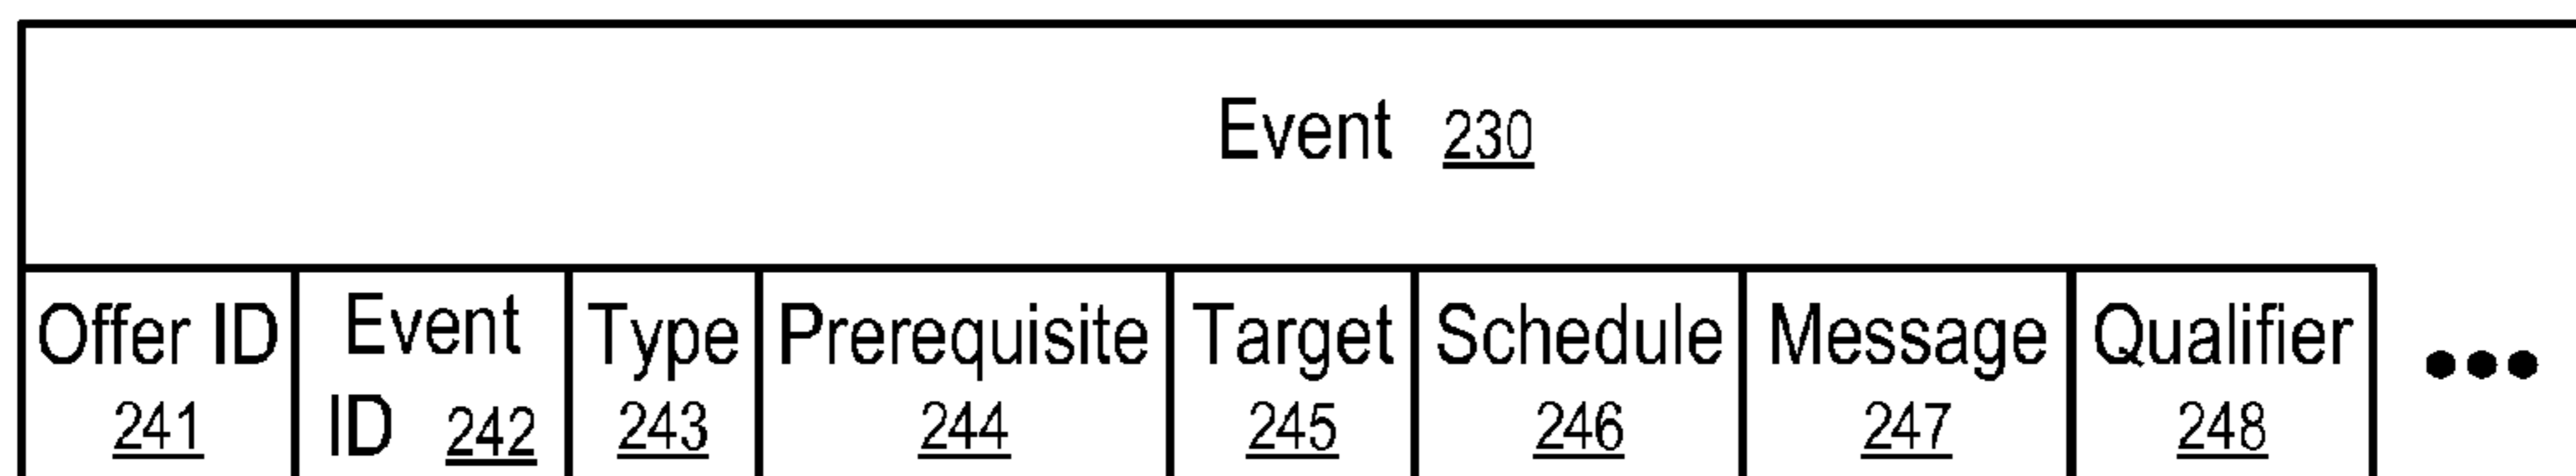 Event 230
Offer ID Event Type Prerequisite Target Schedule Message Qualifier •••
241 ID 242 243 244 245 246 247 248